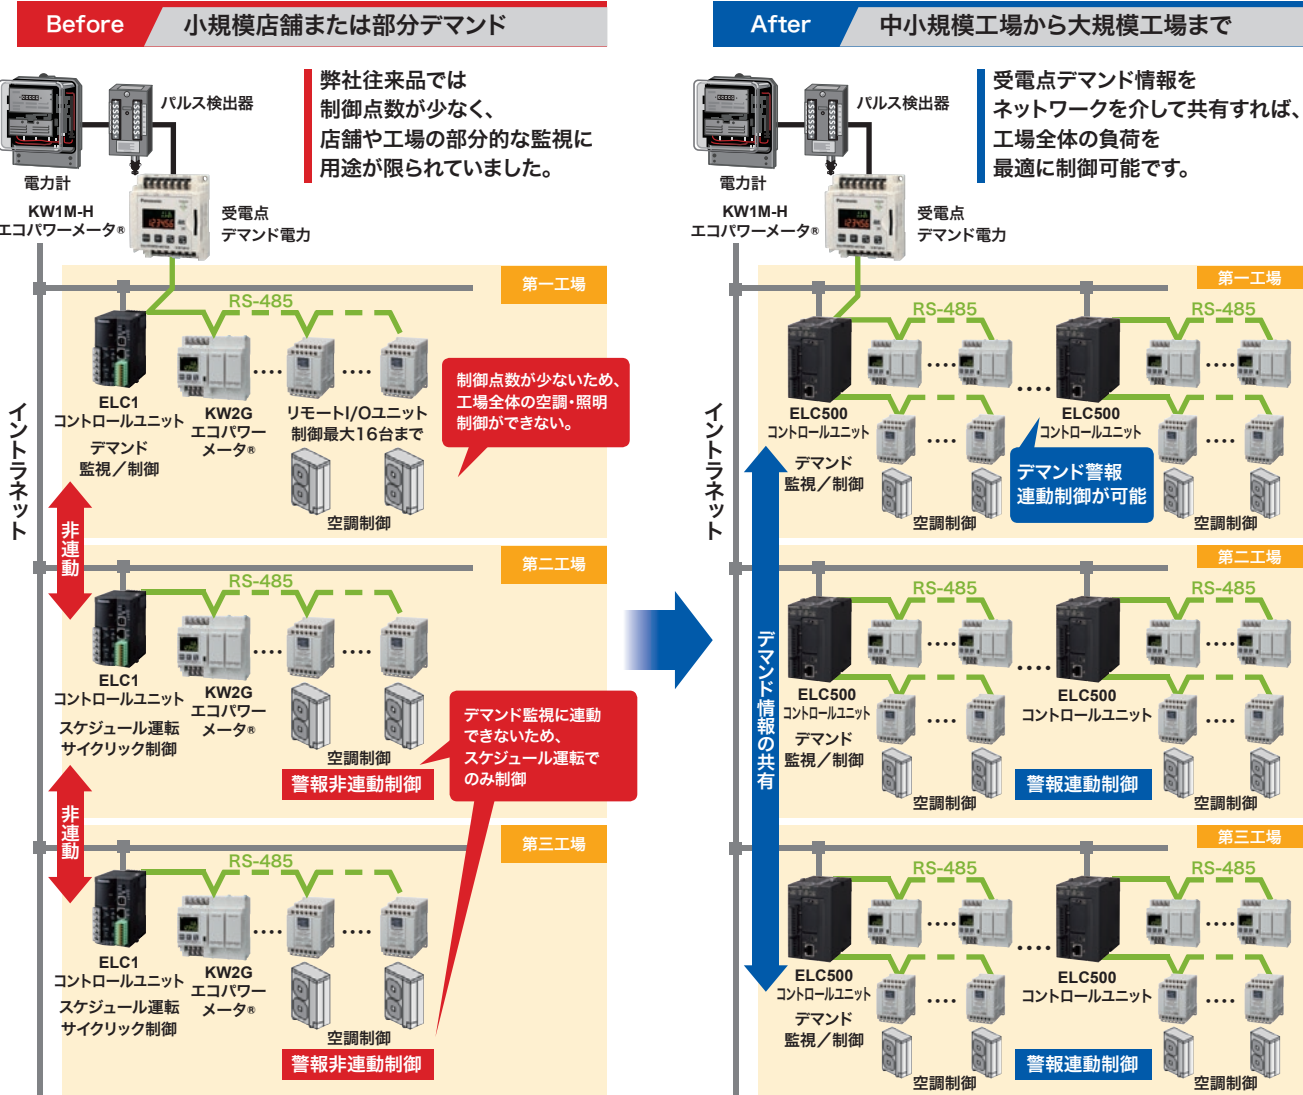 Before
小規模店舗または部分デマンド
弊社往来品では
制御点数が少なく、
店舗や工場の部分的な監視に
用途が限られていました。
パルス検出器
電力計
KW1M-H
エコパワーメータ®
受電点
デマンド電力
イントラネット
第一工場
RS-485
ELC1
コントロールユニット
デマンド
監視／制御
KW2G
エコパワー
メータ®
リモートI/Oユニット
制御最大16台まで
空調制御
制御点数が少ないため、
工場全体の空調・照明
制御ができない。
非連動
第二工場
RS-485
ELC1
コントロールユニット
スケジュール運転
サイクリック制御
KW2G
エコパワー
メータ®
空調制御
警報非連動制御
デマンド監視に連動
できないため、
スケジュール運転で
のみ制御
非連動
第三工場
RS-485
ELC1
コントロールユニット
スケジュール運転
サイクリック制御
KW2G
エコパワー
メータ®
空調制御
警報非連動制御
After
中小規模工場から大規模工場まで
受電点デマンド情報を
ネットワークを介して共有すれば、
工場全体の負荷を
最適に制御可能です。
パルス検出器
電力計
KW1M-H
エコパワーメータ®
受電点
デマンド電力
イントラネット
デマンド情報の共有
第一工場
RS-485
RS-485
ELC500
コントロールユニット
デマンド
監視／制御
ELC500
コントロールユニット
デマンド警報
連動制御が可能
空調制御
空調制御
第二工場
RS-485
RS-485
ELC500
コントロールユニット
デマンド
監視／制御
ELC500
コントロールユニット
空調制御
警報連動制御
空調制御
第三工場
RS-485
RS-485
ELC500
コントロールユニット
デマンド
監視／制御
ELC500
コントロールユニット
空調制御
警報連動制御
空調制御